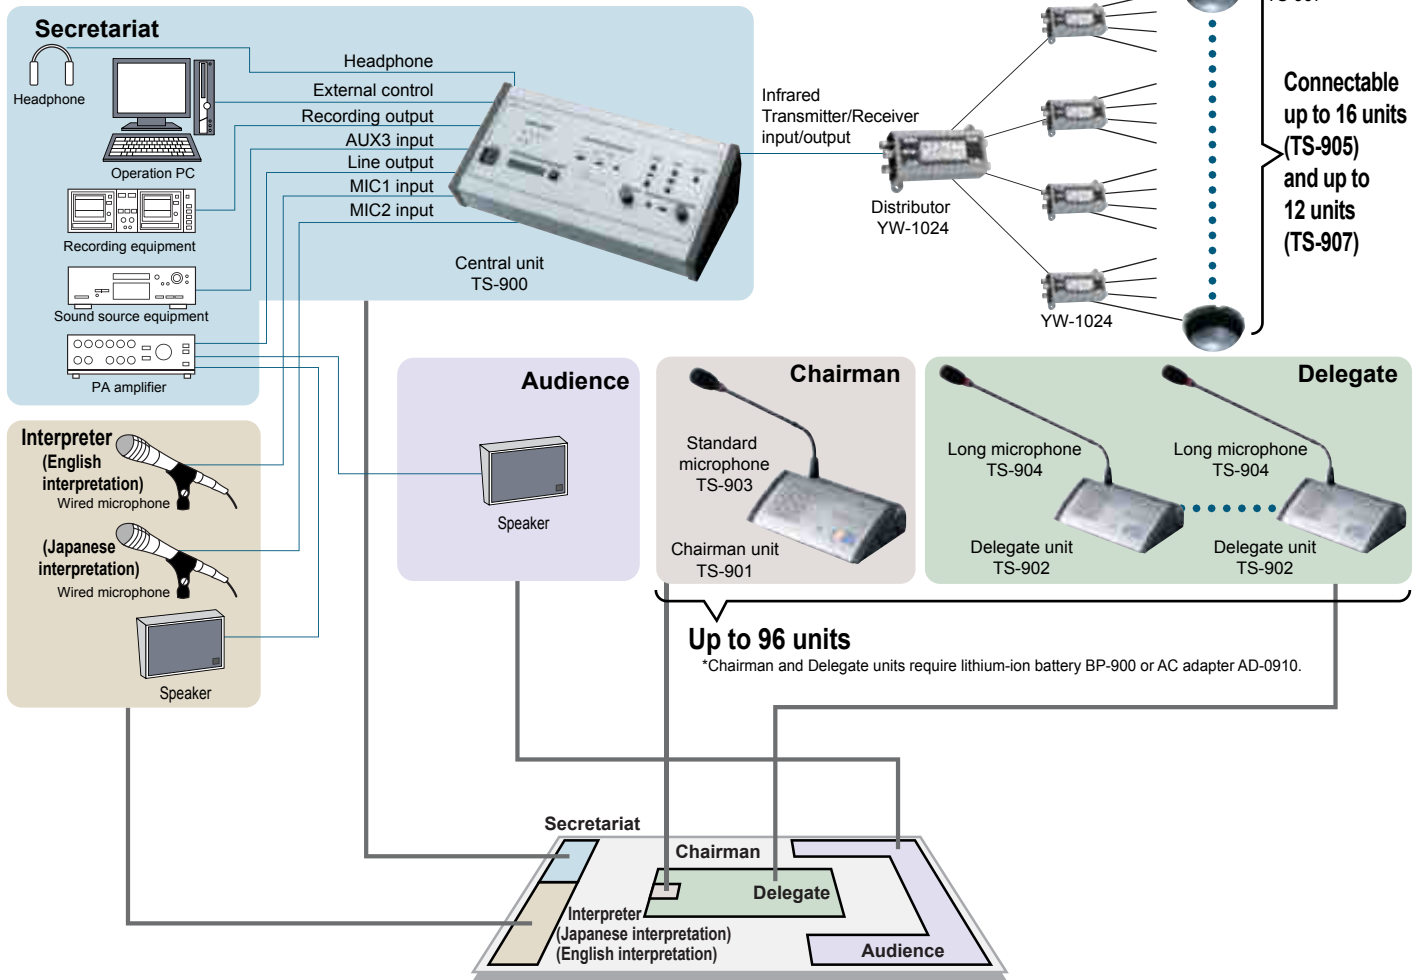 Secretariat
Headphone
Operation PC
Recording equipment
Sound source equipment
PA amplifier
Headphone
External control
Recording output
AUX3 input
Line output
MIC1 input
MIC2 input
Central unit
TS-900
Infrared
Transmitter/Receiver
input/output
Distributor
YW-1024
YW-1024
Connectable
up to 16 units
(TS-905)
and up to
12 units
(TS-907)
Interpreter
(English
interpretation)
Wired microphone
(Japanese
interpretation)
Wired microphone
Speaker
Audience
Speaker
Chairman
Standard
microphone
TS-903
Chairman unit
TS-901
Delegate
Long microphone
TS-904
Long microphone
TS-904
Delegate unit
TS-902
Delegate unit
TS-902
Up to 96 units
*Chairman and Delegate units require lithium-ion battery BP-900 or AC adapter AD-0910.
Secretariat
Chairman
Delegate
Interpreter
(Japanese interpretation)
(English interpretation)
Audience